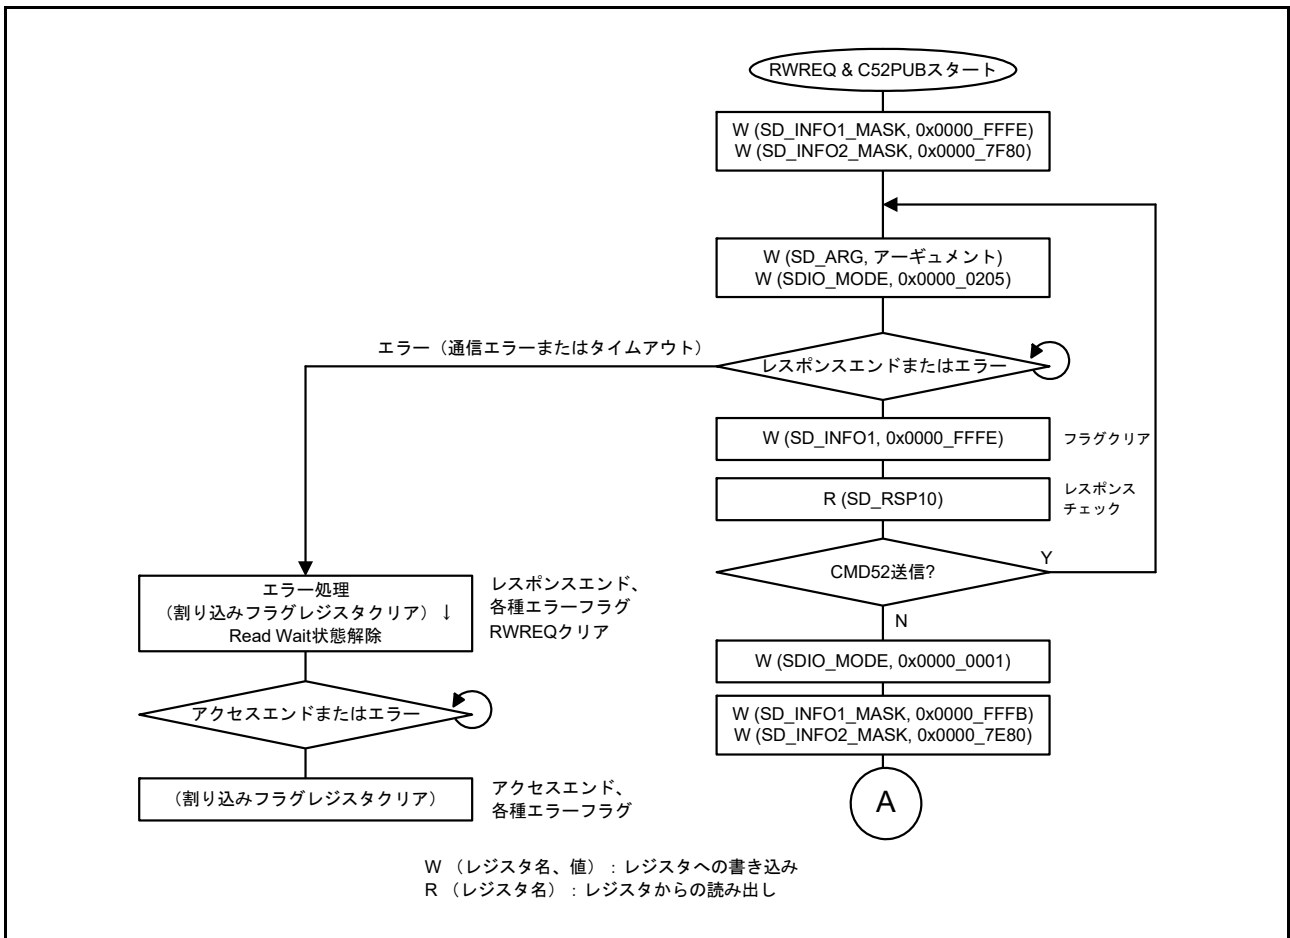 RWREQ & C52PUBスタート
W (SD_INFO1_MASK, 0x0000_FFFE)
W (SD_INFO2_MASK, 0x0000_7F80)
W (SD_ARG, アーギュメント)
W (SDIO_MODE, 0x0000_0205)
エラー（通信エラーまたはタイムアウト）
レスポンスエンドまたはエラー
W (SD_INFO1, 0x0000_FFFE)
フラグクリア
R (SD_RSP10)
レスポンス
チェック
CMD52送信?
Y
N
W (SDIO_MODE, 0x0000_0001)
W (SD_INFO1_MASK, 0x0000_FFFB)
W (SD_INFO2_MASK, 0x0000_7E80)
A
エラー処理
（割り込みフラグレジスタクリア）↓
Read Wait状態解除
レスポンスエンド、
各種エラーフラグ
RWREQクリア
アクセスエンドまたはエラー
（割り込みフラグレジスタクリア）
アクセスエンド、
各種エラーフラグ
W （レジスタ名、値）：レジスタへの書き込み
R （レジスタ名）：レジスタからの読み出し